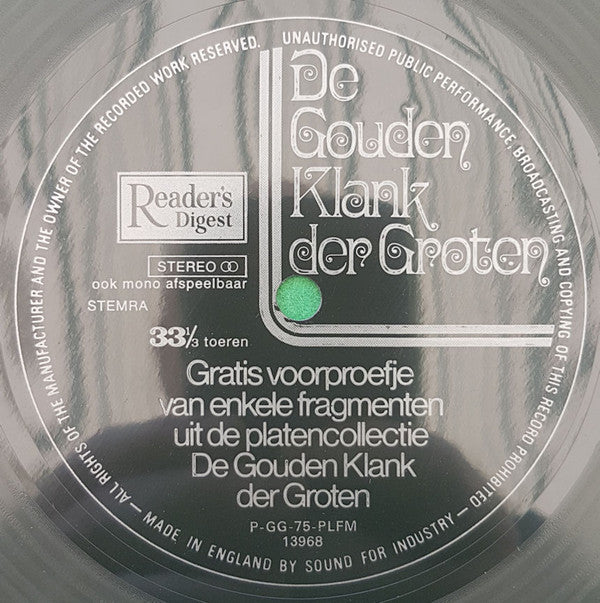 ALL RIGHTS OF THE MANUFACTURER AND THE OWNER OF THE RECORDED WORK RESERVED. UNAUTHORISED PUBLIC PERFORMANCE, BROADCASTING AND COPYING OF THIS RECORD PROHIBITED
— MADE IN ENGLAND BY SOUND FOR INDUSTRY —
De
Gouden
Klank
der Groten
Reader's
Digest
STEREO
ook mono afspeelbaar
STEMRA
33⅓ toeren
Gratis voorproefje
van enkele fragmenten
uit de platencollectie
De Gouden Klank
der Groten
P-GG-75-PLFM
13968